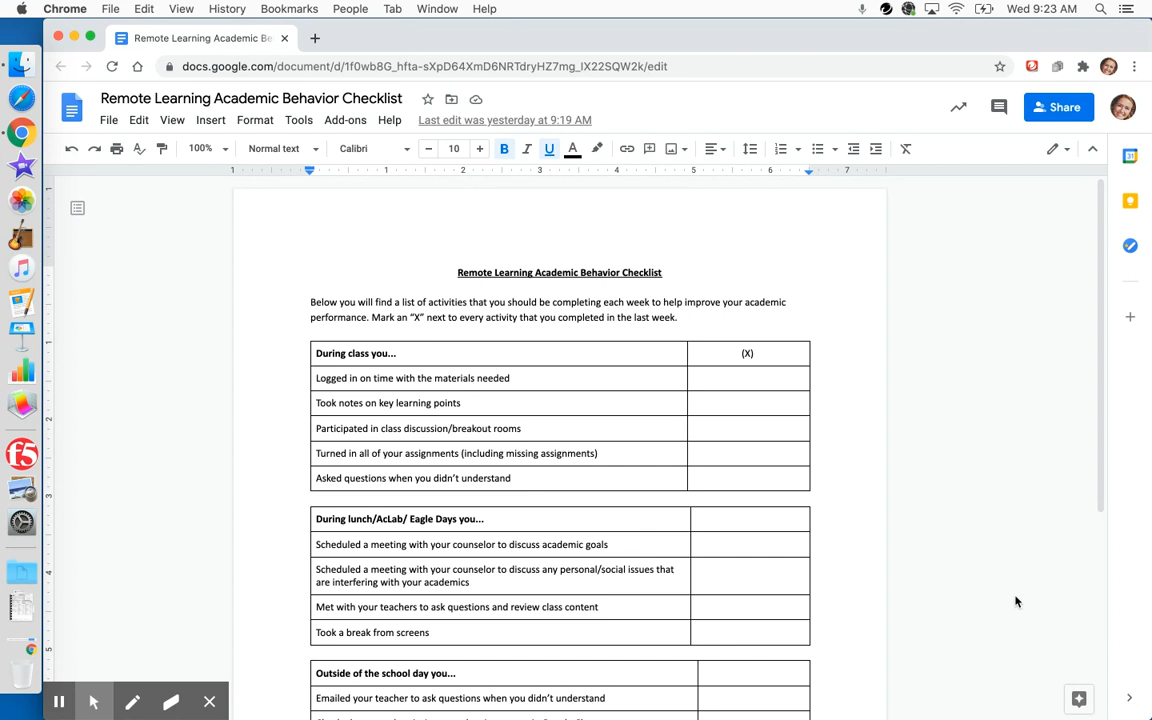 Chrome File Edit View History Bookmarks People Tab Window Help Wed 9:23 AM
Remote Learning Academic Be
docs.google.com/document/d/1f0wb8G_hfta-sXpD64XmD6NRTdryHZ7mg_lX22SQW2k/edit
Remote Learning Academic Behavior Checklist
Share
File Edit View Insert Format Tools Add-ons Help Last edit was yesterday at 9:19 AM
100% Normal text Calibri 10 B I U A
1 1 2 3 4 5 6 7
Remote Learning Academic Behavior Checklist
Below you will find a list of activities that you should be completing each week to help improve your academic
performance. Mark an “X” next to every activity that you completed in the last week.
During class you... (X)
Logged in on time with the materials needed
Took notes on key learning points
Participated in class discussion/breakout rooms
Turned in all of your assignments (including missing assignments)
Asked questions when you didn’t understand
During lunch/AcLab/ Eagle Days you...
Scheduled a meeting with your counselor to discuss academic goals
Scheduled a meeting with your counselor to discuss any personal/social issues that
are interfering with your academics
Met with your teachers to ask questions and review class content
Took a break from screens
Outside of the school day you...
Emailed your teacher to ask questions when you didn’t understand